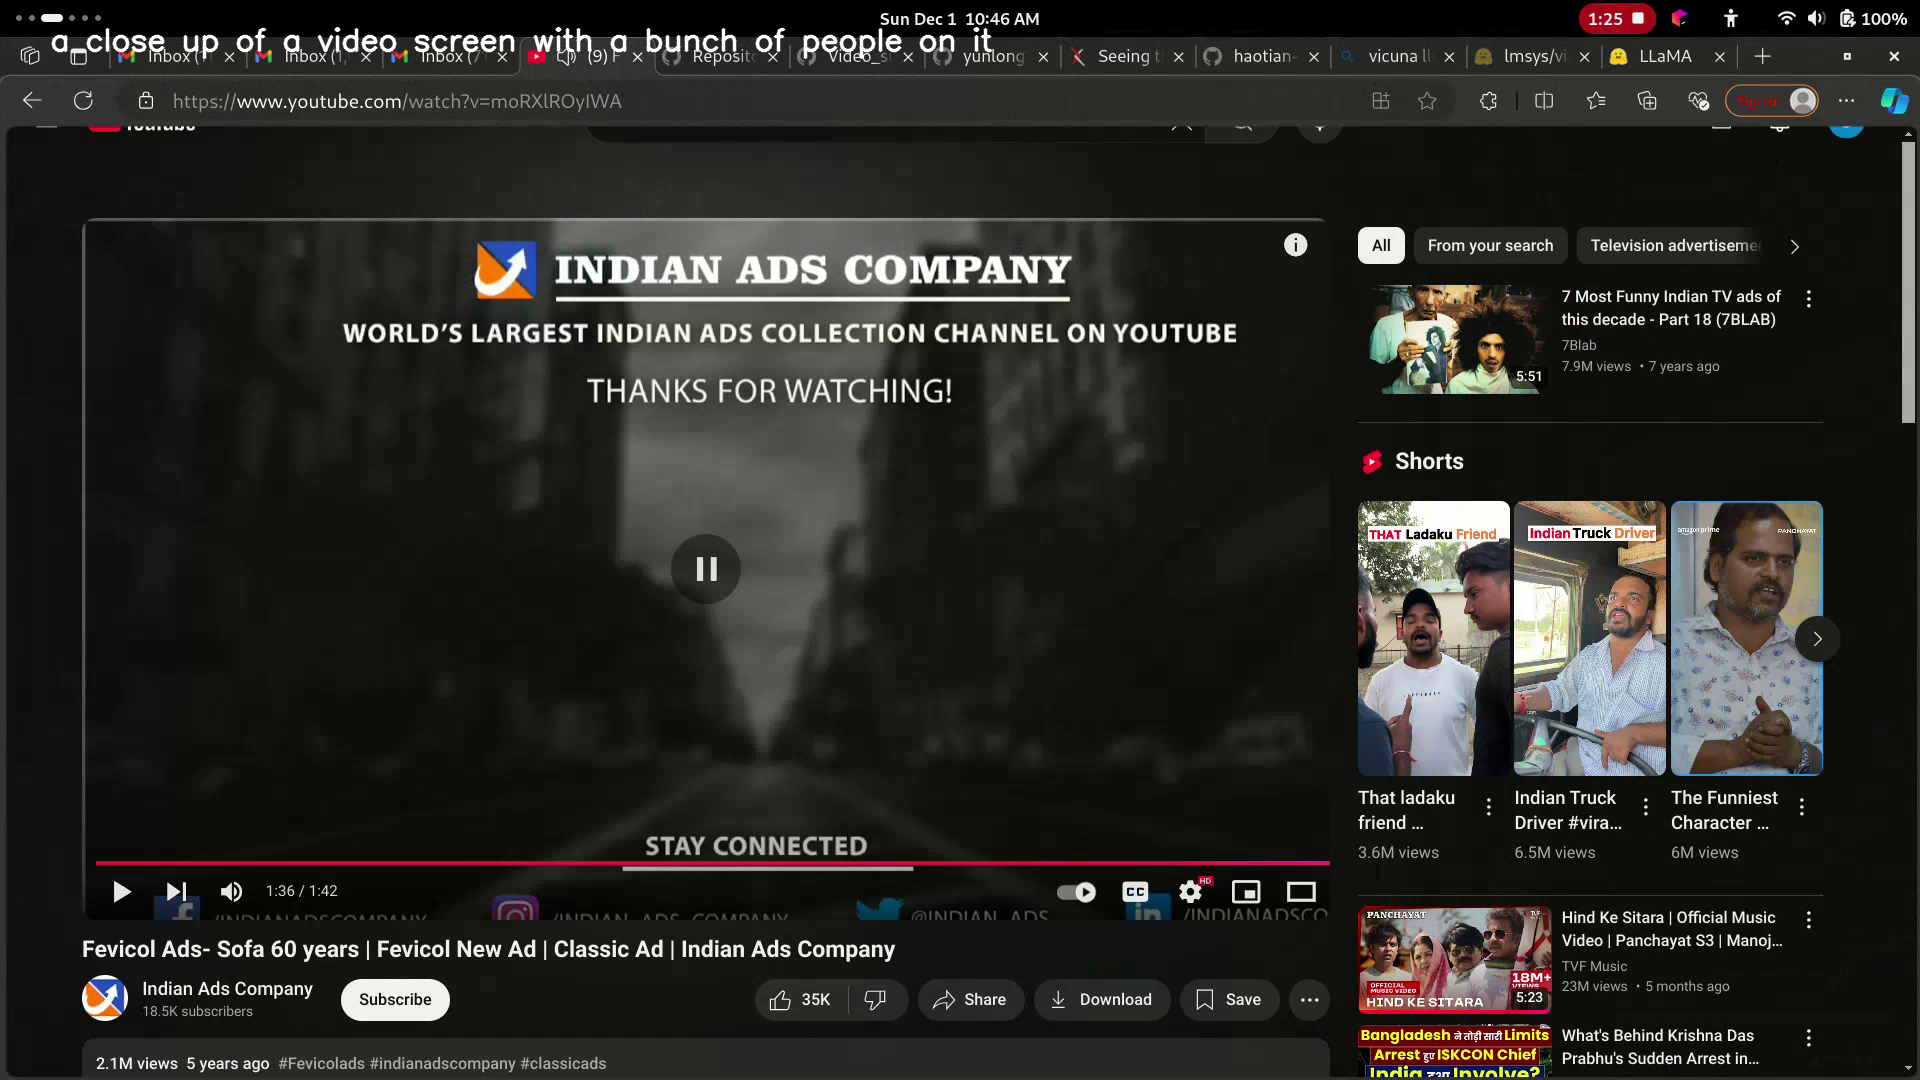 Sun Dec 1 10:46 AM
1:25
100%
a close up of a video screen with a bunch of people on it
Inbox (1
Inbox (1,
Inbox (7
(9) F
Reposit
Video_su
yunlong
Seeing t
haotian-
vicuna ll
lmsys/vi
LLaMA
https://www.youtube.com/watch?v=moRXlROyIWA
Sign in
YouTube
INDIAN ADS COMPANY
WORLD'S LARGEST INDIAN ADS COLLECTION CHANNEL ON YOUTUBE
THANKS FOR WATCHING!
STAY CONNECTED
1:36 / 1:42
CC
HD
/INDIANADSCOMPANY
/INDIAN_ADS_COMPANY
@INDIAN_ADS
/INDIANADSCO
Fevicol Ads- Sofa 60 years | Fevicol New Ad | Classic Ad | Indian Ads Company
Indian Ads Company
18.5K subscribers
Subscribe
35K
Share
Download
Save
2.1M views 5 years ago #Fevicolads #indianadscompany #classicads
All
From your search
Television advertiseme
7 Most Funny Indian TV ads of
this decade - Part 18 (7BLAB)
7Blab
7.9M views • 7 years ago
5:51
Shorts
THAT Ladaku Friend
Indian Truck Driver
amazon prime
PANCHAYAT
That ladaku
friend ...
3.6M views
Indian Truck
Driver #vira...
6.5M views
The Funniest
Character ...
6M views
PANCHAYAT
TVF
OFFICIAL
MUSIC VIDEO
18M+
VIEWS
HIND KE SITARA
5:23
Hind Ke Sitara | Official Music
Video | Panchayat S3 | Manoj...
TVF Music
23M views • 5 months ago
Bangladesh ने तोड़ी सारी Limits
Arrest हुए ISKCON Chief
India हुआ Involve?
What's Behind Krishna Das
Prabhu's Sudden Arrest in...